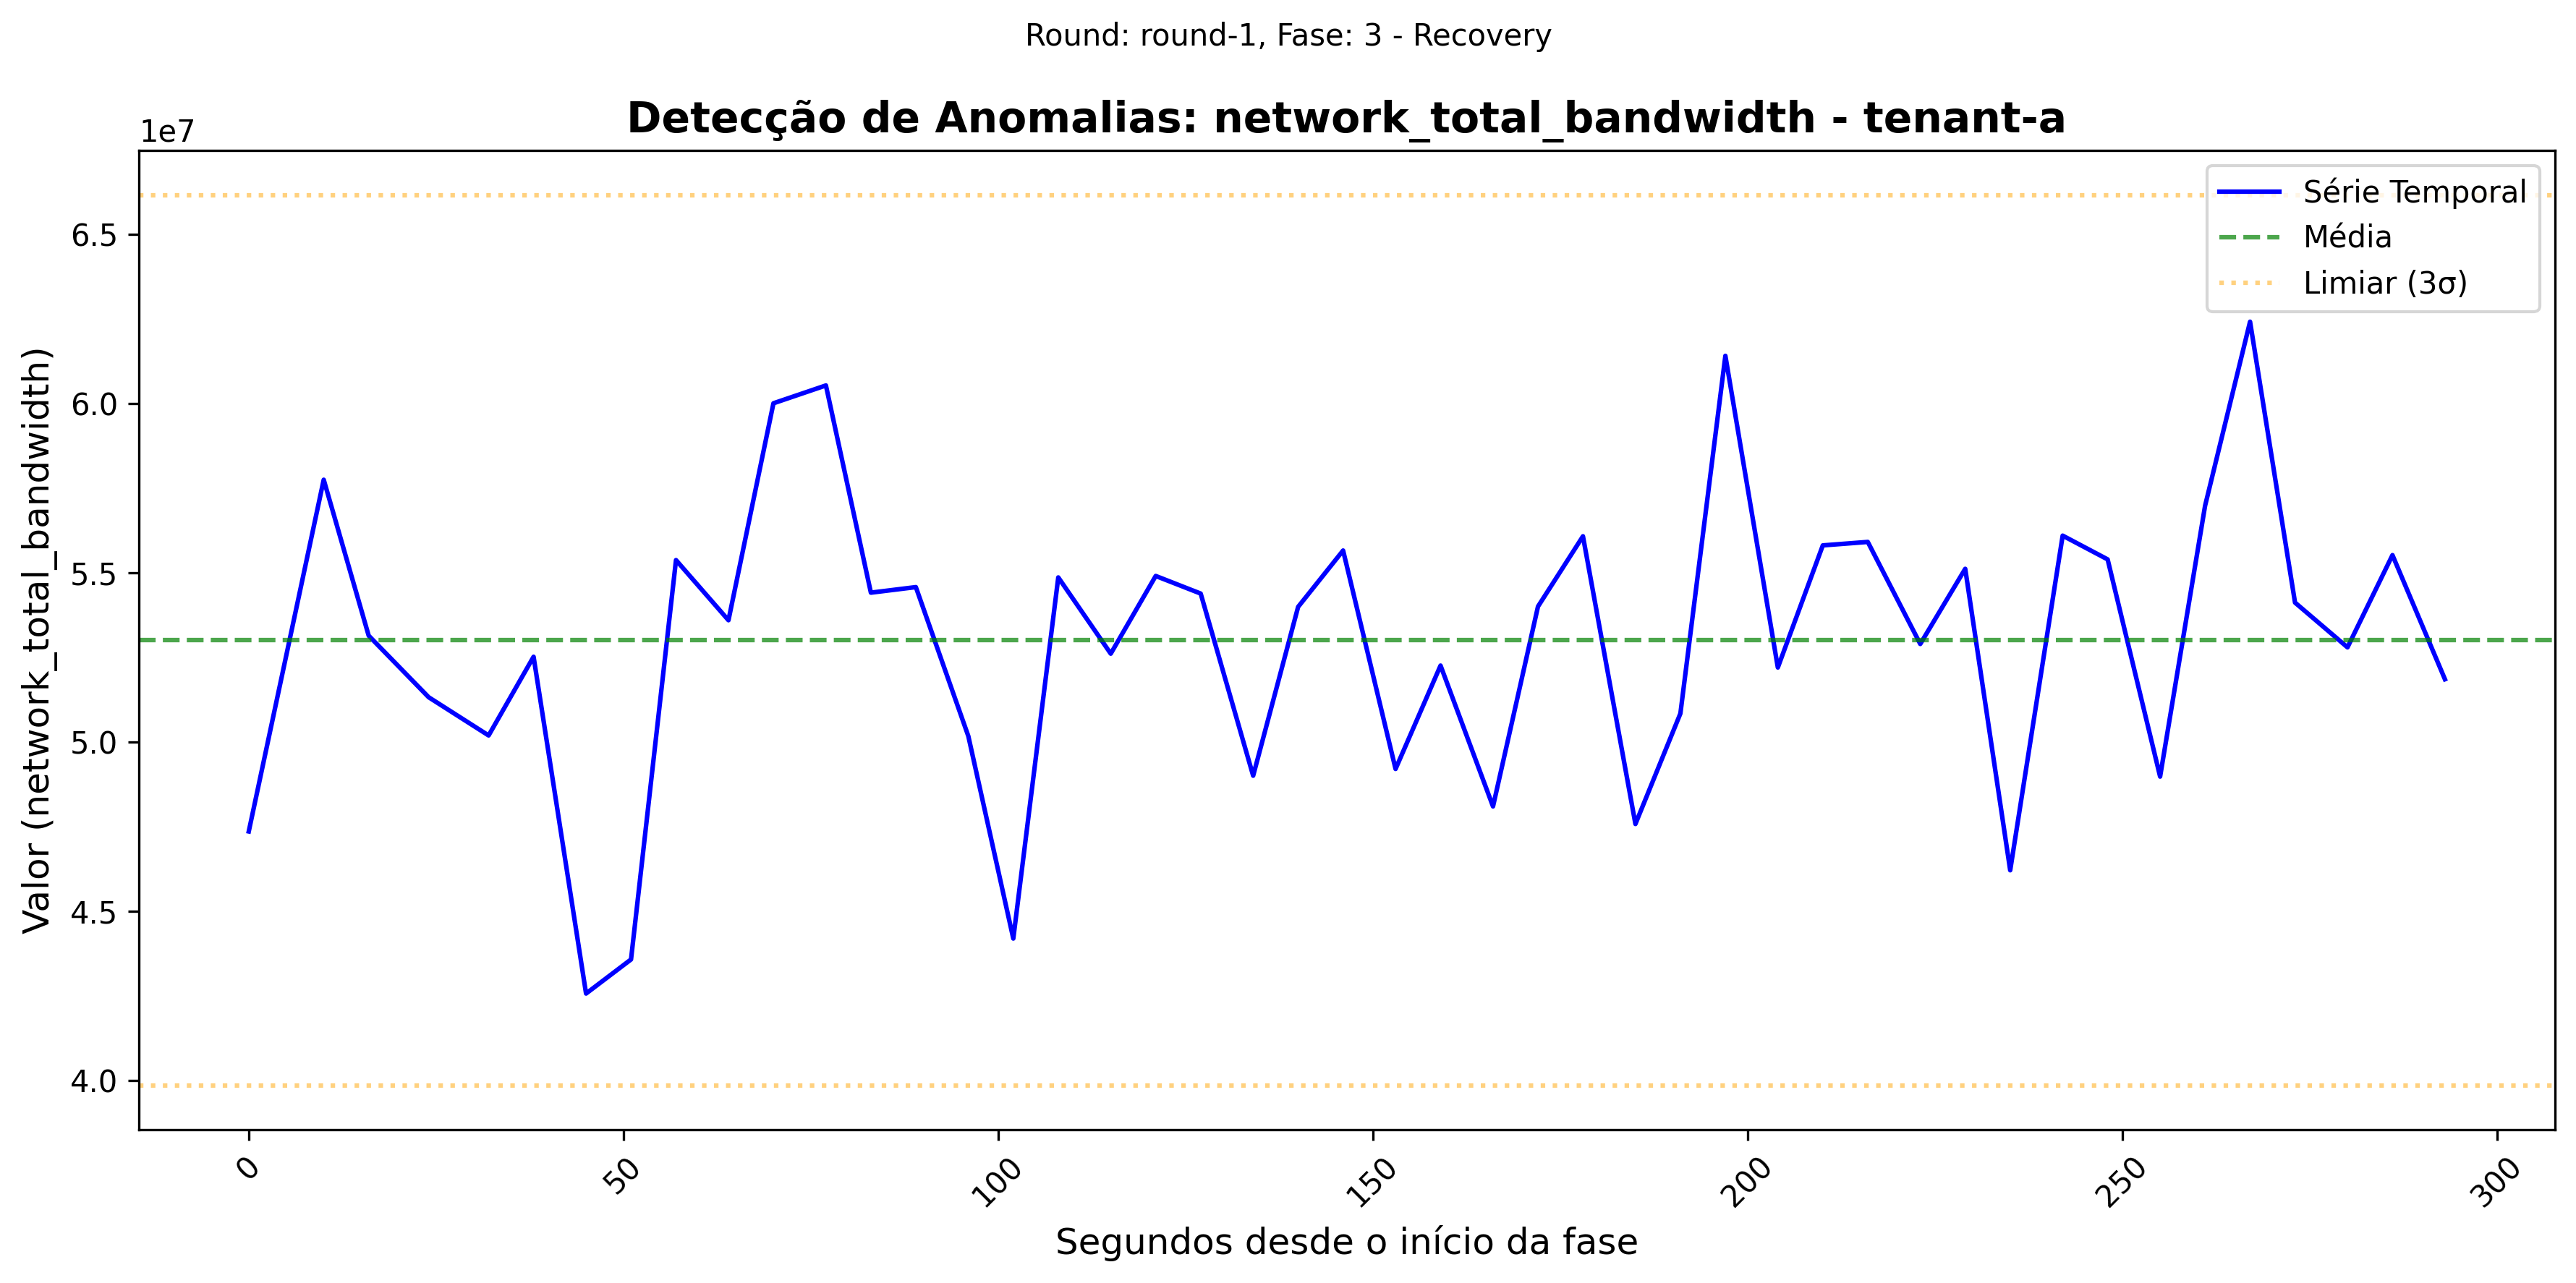 Round: round-1, Fase: 3 - Recovery
Detecção de Anomalias: network_total_bandwidth - tenant-a
1e7
Série Temporal
Média
Limiar (3σ)
Valor (network_total_bandwidth)
6.5
6.0
5.5
5.0
4.5
4.0
0
50
100
150
200
250
300
Segundos desde o início da fase